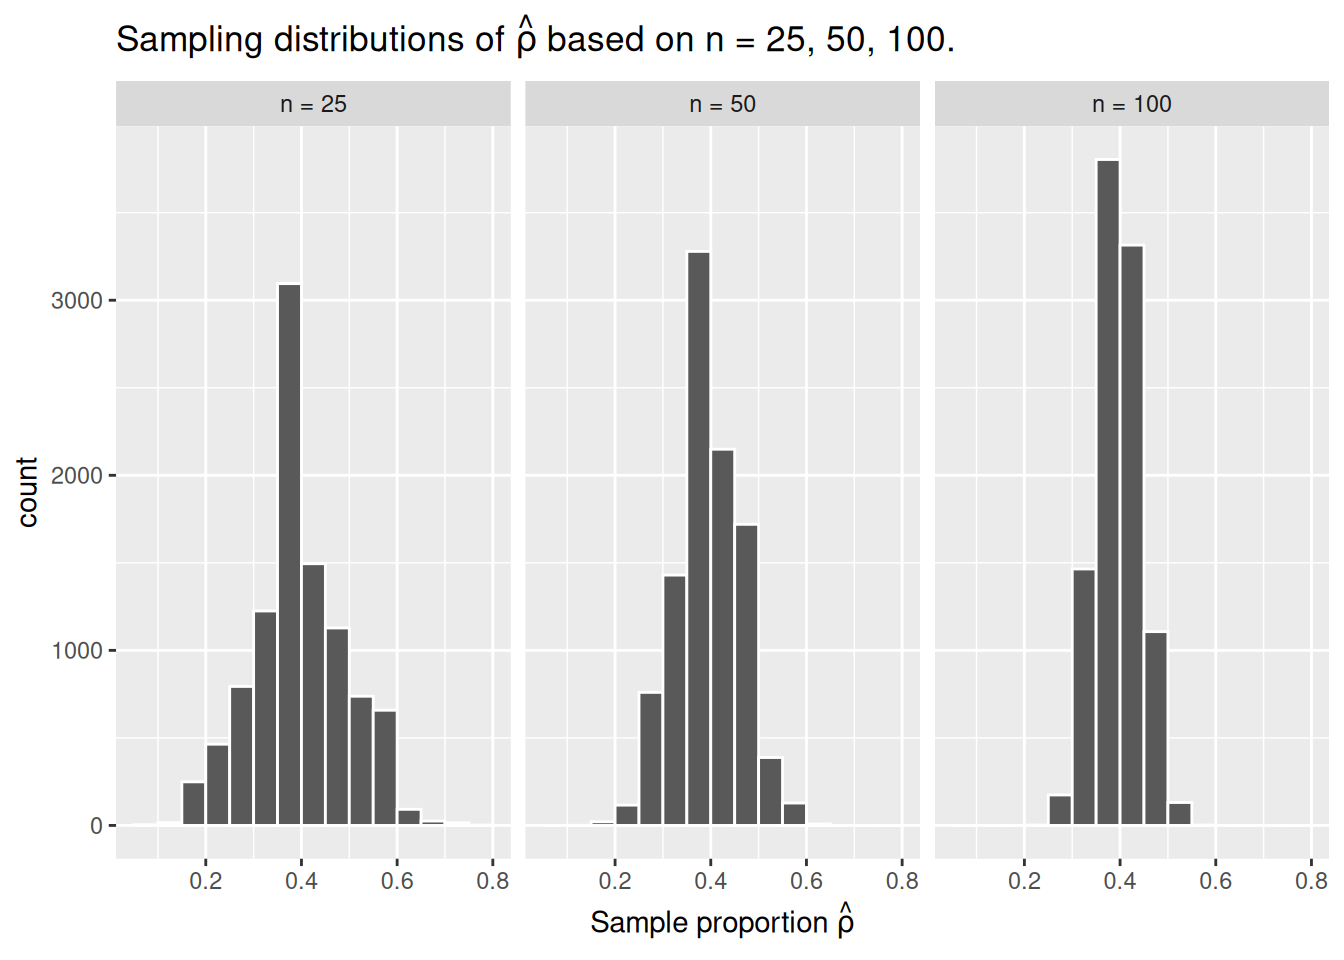 Sampling distributions of ρ̂ based on n = 25, 50, 100.
n = 25 n = 50 n = 100
3000
2000
1000
0
count
0.2 0.4 0.6 0.8 0.2 0.4 0.6 0.8 0.2 0.4 0.6 0.8
Sample proportion ρ̂